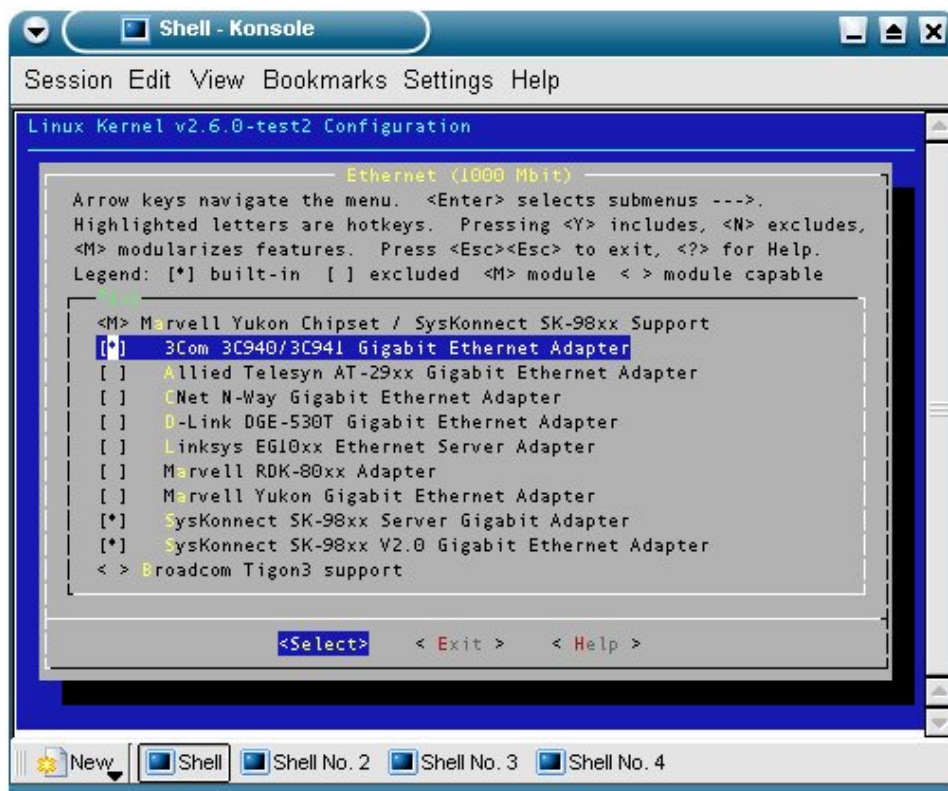 Shell - Konsole
Session Edit View Bookmarks Settings Help
Linux Kernel v2.6.0-test2 Configuration
Ethernet (1000 Mbit)
Arrow keys navigate the menu. <Enter> selects submenus --->.
Highlighted letters are hotkeys. Pressing <Y> includes, <N> excludes,
<M> modularizes features. Press <Esc><Esc> to exit, <?> for Help.
Legend: [*] built-in [ ] excluded <M> module < > module capable
<M> Marvell Yukon Chipset / SysKonnect SK-98xx Support
[*] 3Com 3C940/3C941 Gigabit Ethernet Adapter
[ ] Allied Telesyn AT-29xx Gigabit Ethernet Adapter
[ ] CNet N-Way Gigabit Ethernet Adapter
[ ] D-Link DGE-530T Gigabit Ethernet Adapter
[ ] Linksys EG10xx Ethernet Server Adapter
[ ] Marvell RDK-80xx Adapter
[ ] Marvell Yukon Gigabit Ethernet Adapter
[*] SysKonnect SK-98xx Server Gigabit Adapter
[*] SysKonnect SK-98xx V2.0 Gigabit Ethernet Adapter
< > Broadcom Tigon3 support
<Select> < Exit > < Help >
New Shell Shell No. 2 Shell No. 3 Shell No. 4